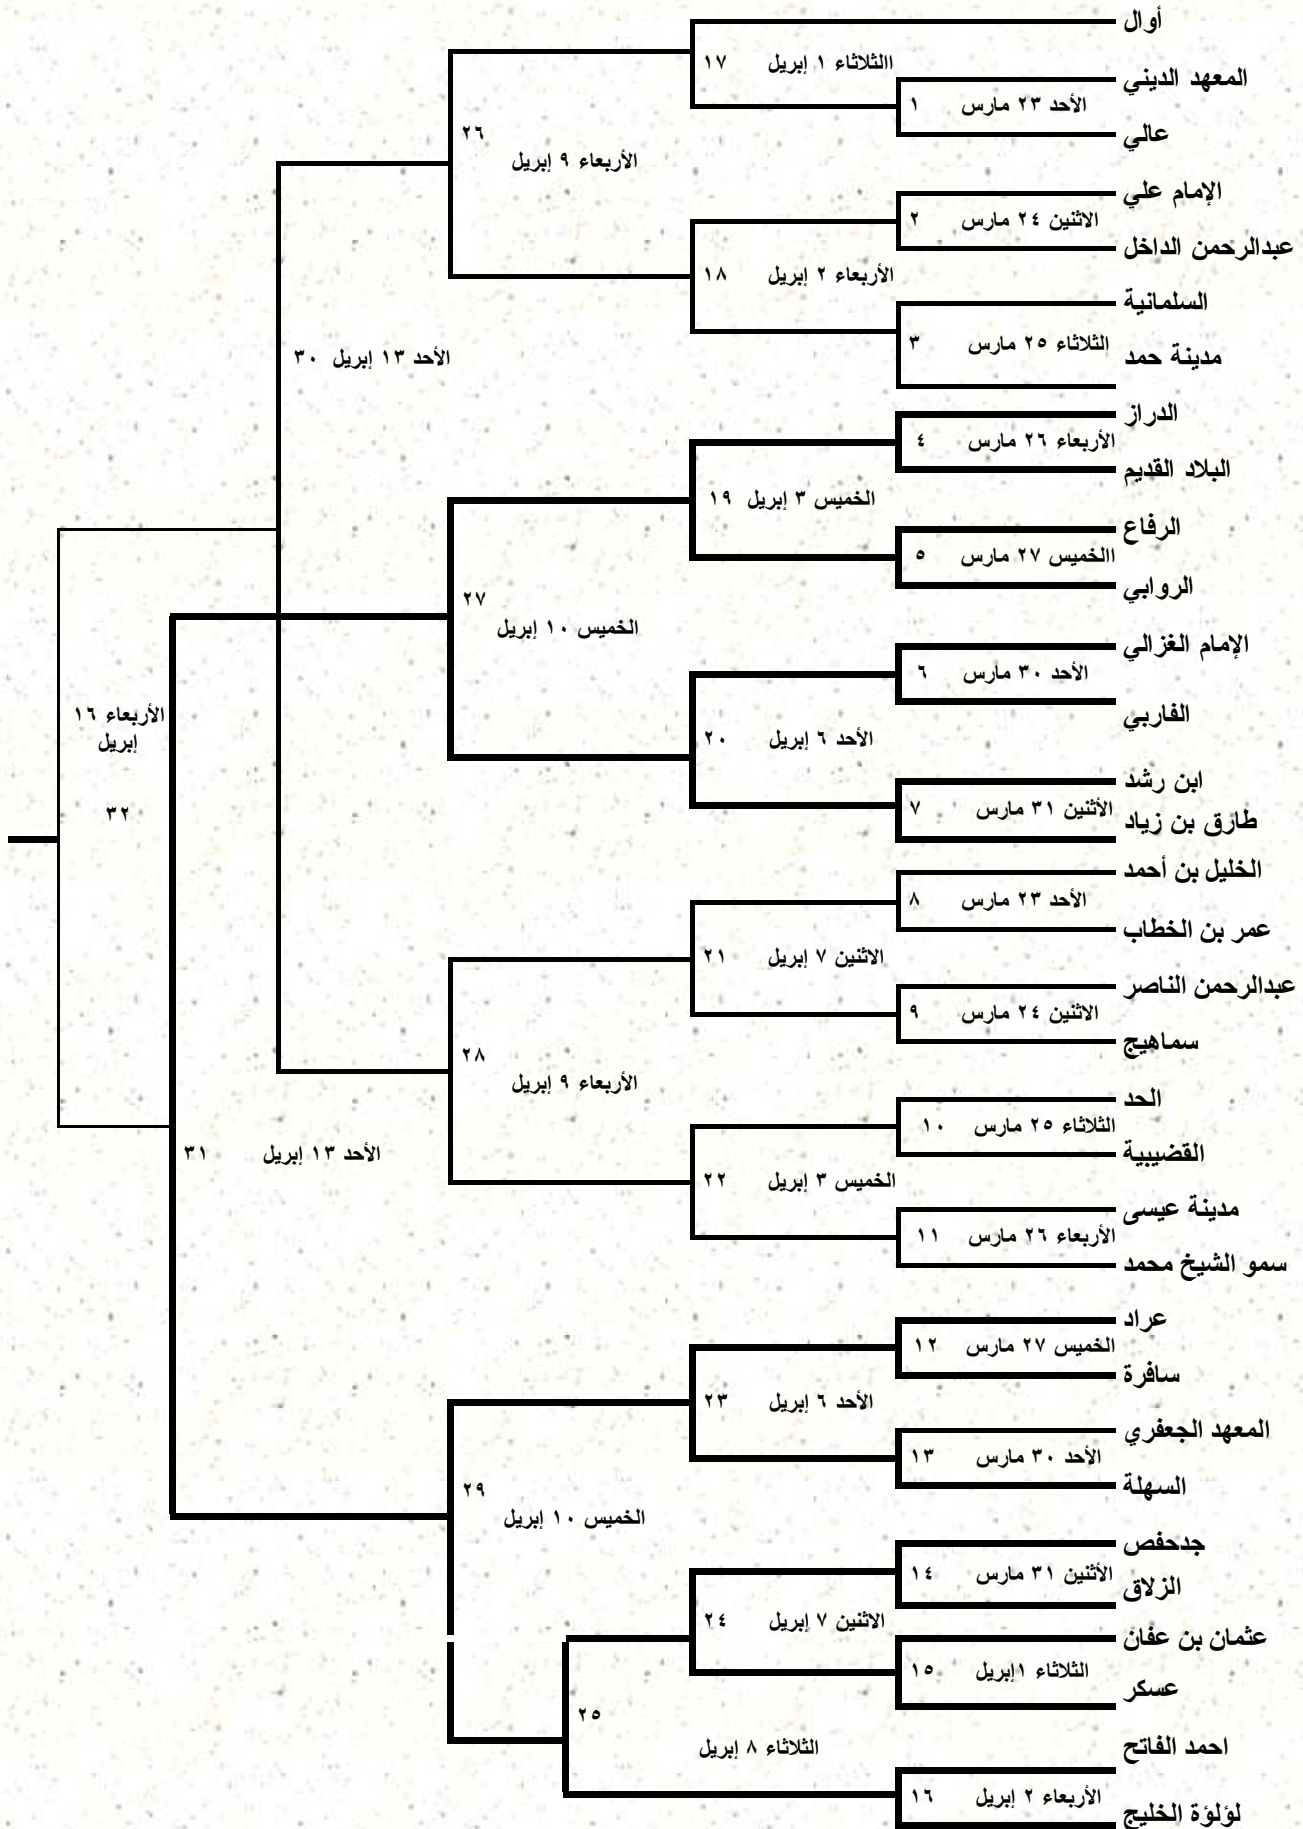 أوال
االثلاثاء ١ إبريل ١٧
المعهد الديني
الأحد ٢٣ مارس ١
عالي
٢٦
الأربعاء ٩ إبريل
الإمام علي
الاثنين ٢٤ مارس ٢
عبدالرحمن الداخل
الأربعاء ٢ إبريل ١٨
السلمانية
الثلاثاء ٢٥ مارس ٣
مدينة حمد
الأحد ١٣ إبريل ٣٠
الدراز
الأربعاء ٢٦ مارس ٤
البلاد القديم
الخميس ٣ إبريل ١٩
الرفاع
االخميس ٢٧ مارس ٥
الروابي
٢٧
الخميس ١٠ إبريل
الإمام الغزالي
الأحد ٣٠ مارس ٦
الفاربي
الأحد ٦ إبريل ٢٠
ابن رشد
الأثنين ٣١ مارس ٧
طارق بن زياد
الأربعاء ١٦
إبريل
٣٢
الخليل بن أحمد
الأحد ٢٣ مارس ٨
عمر بن الخطاب
الاثنين ٧ إبريل ٢١
عبدالرحمن الناصر
الاثنين ٢٤ مارس ٩
سماهيج
٢٨
الأربعاء ٩ إبريل
الحد
الثلاثاء ٢٥ مارس ١٠
القضيبية
الأحد ١٣ إبريل ٣١
الخميس ٣ إبريل ٢٢
مدينة عيسى
الأربعاء ٢٦ مارس ١١
سمو الشيخ محمد
عراد
الخميس ٢٧ مارس ١٢
سافرة
الأحد ٦ إبريل ٢٣
المعهد الجعفري
الأحد ٣٠ مارس ١٣
السهلة
٢٩
الخميس ١٠ إبريل
جدحفص
الأثنين ٣١ مارس ١٤
الزلاق
الاثنين ٧ إبريل ٢٤
عثمان بن عفان
الثلاثاء ١إبريل ١٥
عسكر
٢٥
الثلاثاء ٨ إبريل
احمد الفاتح
الأربعاء ٢ إبريل ١٦
لؤلؤة الخليج